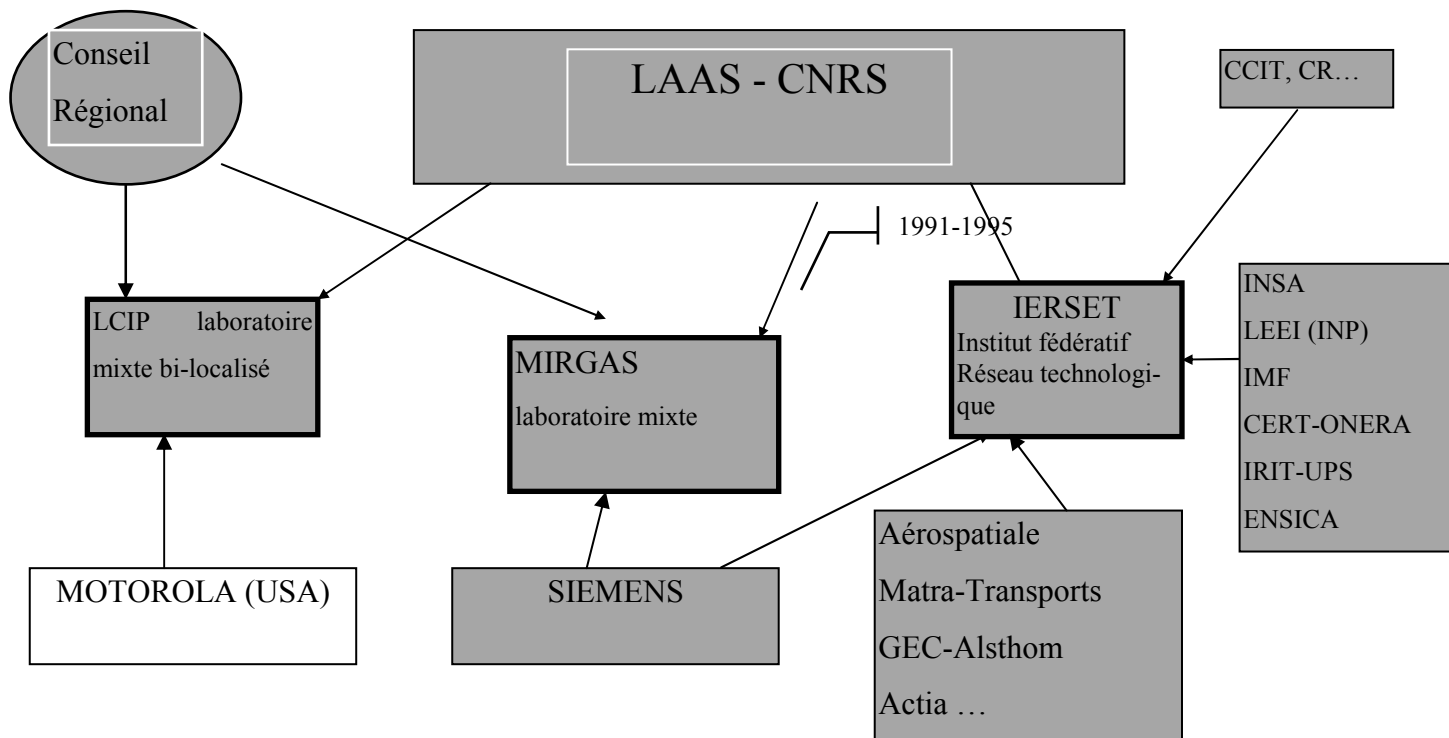 Conseil
Régional
LAAS - CNRS
CCIT, CR…
1991-1995
LCIP laboratoire
mixte bi-localisé
MIRGAS
laboratoire mixte
IERSET
Institut fédératif
Réseau technologi-
que
INSA
LEEI (INP)
IMF
CERT-ONERA
IRIT-UPS
ENSICA
MOTOROLA (USA)
SIEMENS
Aérospatiale
Matra-Transports
GEC-Alsthom
Actia …